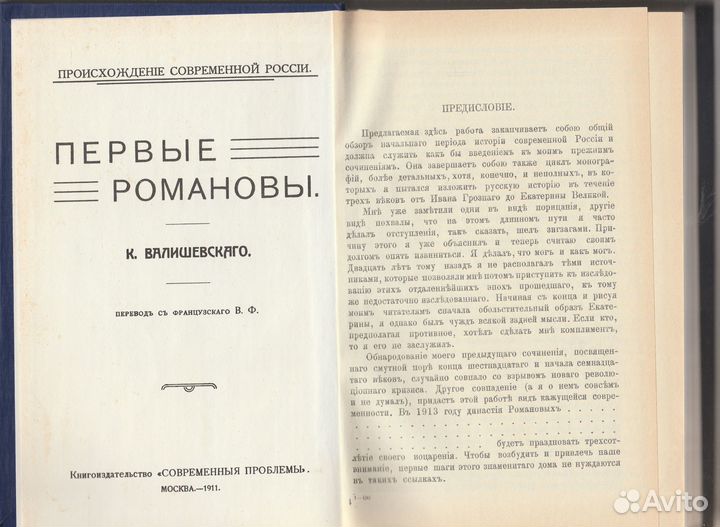 ПРОИСХОЖДЕНІЕ СОВРЕМЕННОЙ РОССІИ.
ПЕРВЫЕ
РОМАНОВЫ.
К. ВАЛИШЕВСКАГО.
ПЕРЕВОДЪ СЪ ФРАНЦУЗСКАГО В. Ф.
Книгоиздательство «СОВРЕМЕННЫЯ ПРОБЛЕМЫ».
МОСКВА.—1911.
ПРЕДИСЛОВІЕ.
Предлагаемая здѣсь работа заканчиваетъ собою общій
обзоръ начальнаго періода исторіи современной Россіи и
должна служить какъ бы введеніемъ къ моимъ прежнимъ
сочиненіямъ. Она завершаетъ собою также циклъ моногра-
фій, болѣе детальныхъ, хотя, конечно, и неполныхъ, въ ко-
торыхъ я пытался изложить русскую исторію въ теченіе
трехъ вѣковъ отъ Ивана Грознаго до Екатерины Великой.
Мнѣ уже замѣтили одни въ видѣ порицанія, другіе
въ видѣ похвалы, что на этомъ длинномъ пути я часто
дѣлалъ отступленія, такъ сказать, шелъ зигзагами. При-
чину этого я уже объяснилъ и теперь считаю своимъ
долгомъ опять извиниться. Я дѣлалъ, что могъ и какъ могъ.
Двадцать лѣтъ тому назадъ я не располагалъ тѣми источ-
никами, которые позволяли мнѣ потомъ приступить къ изслѣдо-
ванію этихъ отдаленнѣйшихъ эпохъ прошедшаго, къ тому
же недостаточно изслѣдованнаго. Начиная съ конца и рисуя
моимъ читателямъ сначала обольстительный образъ Екате-
рины, я однако былъ чуждъ всякой задней мысли. Если кто,
предполагая противное, хотѣлъ сдѣлать мнѣ комплиментъ,
то я его не заслужилъ.
Обнародованіе моего предыдущаго сочиненія, посвящен-
наго смутной порѣ конца шестнадцатаго и начала семнадца-
таго вѣковъ, случайно совпало со взрывомъ новаго револю-
ціоннаго кризиса. Другое совпаденіе (а я о немъ совсѣмъ
и не думалъ), придастъ этой работѣ видъ кажущейся совре-
менности. Въ 1913 году династія Романовыхъ . . . . . .
. . . . . . . . . . . . . . . . . . . . . . . . .
. . . . . . . . . . . . . будетъ праздновать трехсот-
лѣтіе своего воцаренія. Чтобы возбудить и привлечь наше
вниманіе, первые шаги этого знаменитаго дома не нуждаются
въ такихъ ссылкахъ.
Avito